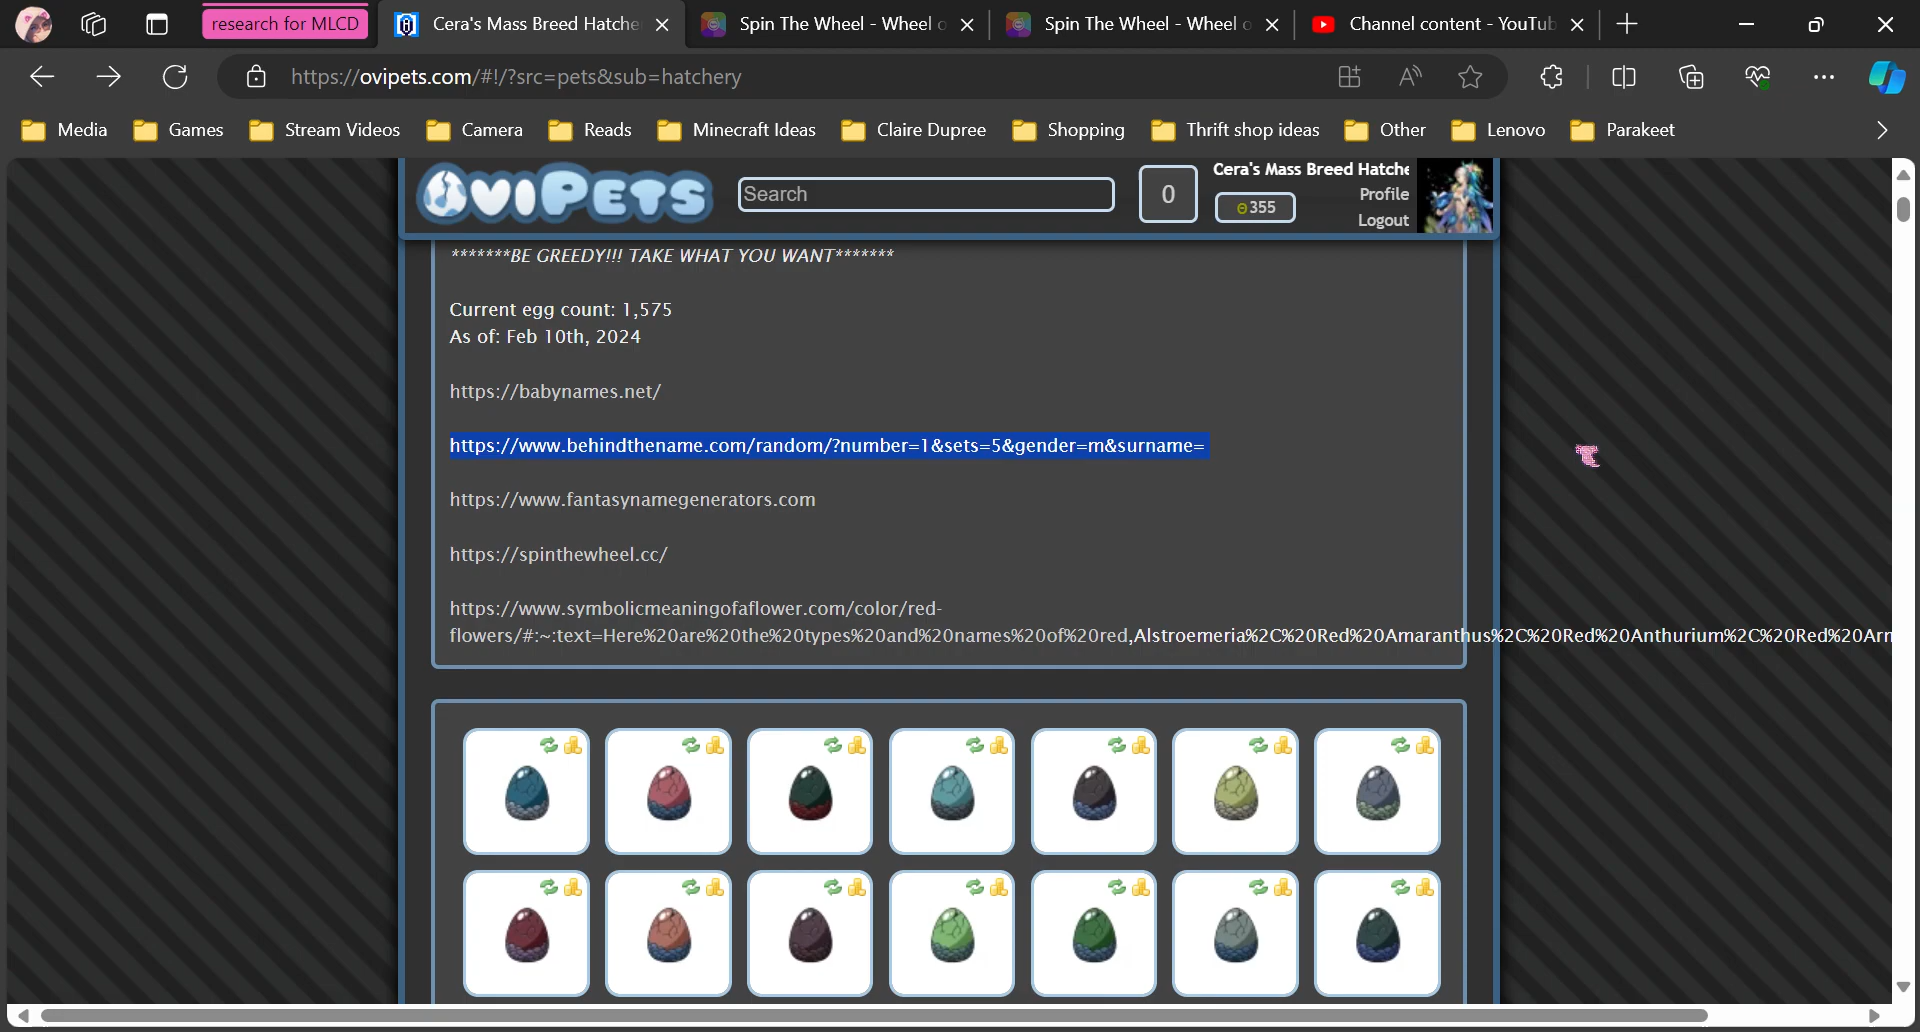 research for MLCD
Cera's Mass Breed Hatche
Spin The Wheel - Wheel o
Spin The Wheel - Wheel o
Channel content - YouTub
https://ovipets.com/#!/?src=pets&sub=hatchery
Media
Games
Stream Videos
Camera
Reads
Minecraft Ideas
Claire Dupree
Shopping
Thrift shop ideas
Other
Lenovo
Parakeet
OviPets
Search
0
Cera's Mass Breed Hatche
355
Profile
Logout
*******BE GREEDY!!! TAKE WHAT YOU WANT*******
Current egg count: 1,575
As of: Feb 10th, 2024
https://babynames.net/
https://www.behindthename.com/random/?number=1&sets=5&gender=m&surname=
https://www.fantasynamegenerators.com
https://spinthewheel.cc/
https://www.symbolicmeaningofaflower.com/color/red-
flowers/#:~:text=Here%20are%20the%20types%20and%20names%20of%20red,Alstroemeria%2C%20Red%20Amaranthus%2C%20Red%20Anthurium%2C%20Red%20Arm